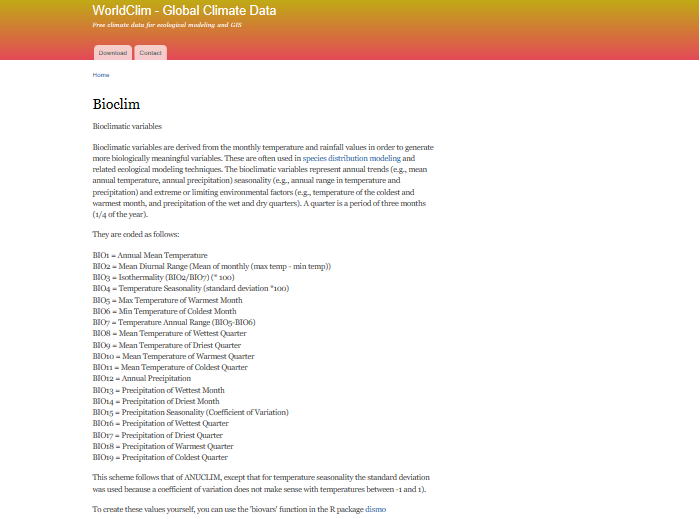 WorldClim - Global Climate Data
Free climate data for ecological modeling and GIS
Download
Contact
Home
Bioclim
Bioclimatic variables
Bioclimatic variables are derived from the monthly temperature and rainfall values in order to generate
more biologically meaningful variables. These are often used in species distribution modeling and
related ecological modeling techniques. The bioclimatic variables represent annual trends (e.g., mean
annual temperature, annual precipitation) seasonality (e.g., annual range in temperature and
precipitation) and extreme or limiting environmental factors (e.g., temperature of the coldest and
warmest month, and precipitation of the wet and dry quarters). A quarter is a period of three months
(1/4 of the year).
They are coded as follows:
BIO1 = Annual Mean Temperature
BIO2 = Mean Diurnal Range (Mean of monthly (max temp - min temp))
BIO3 = Isothermality (BIO2/BIO7) (* 100)
BIO4 = Temperature Seasonality (standard deviation *100)
BIO5 = Max Temperature of Warmest Month
BIO6 = Min Temperature of Coldest Month
BIO7 = Temperature Annual Range (BIO5-BIO6)
BIO8 = Mean Temperature of Wettest Quarter
BIO9 = Mean Temperature of Driest Quarter
BIO10 = Mean Temperature of Warmest Quarter
BIO11 = Mean Temperature of Coldest Quarter
BIO12 = Annual Precipitation
BIO13 = Precipitation of Wettest Month
BIO14 = Precipitation of Driest Month
BIO15 = Precipitation Seasonality (Coefficient of Variation)
BIO16 = Precipitation of Wettest Quarter
BIO17 = Precipitation of Driest Quarter
BIO18 = Precipitation of Warmest Quarter
BIO19 = Precipitation of Coldest Quarter
This scheme follows that of ANUCLIM, except that for temperature seasonality the standard deviation
was used because a coefficient of variation does not make sense with temperatures between -1 and 1).
To create these values yourself, you can use the 'biovars' function in the R package dismo